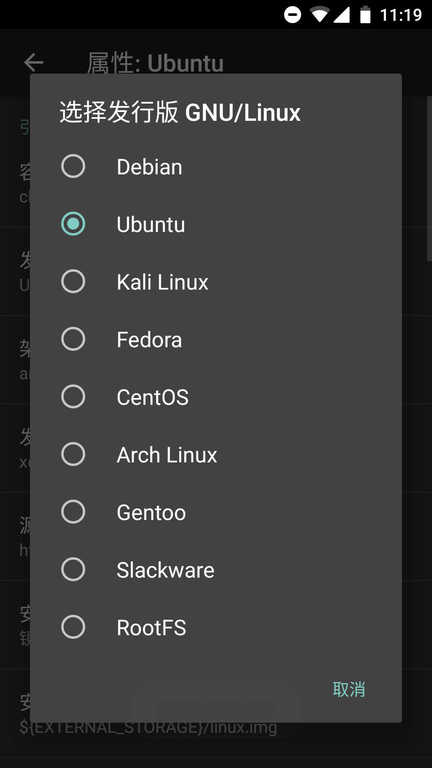 11:19
属性: Ubuntu
选择发行版 GNU/Linux
Debian
Ubuntu
Kali Linux
Fedora
CentOS
Arch Linux
Gentoo
Slackware
RootFS
取消
${EXTERNAL_STORAGE}/linux.img